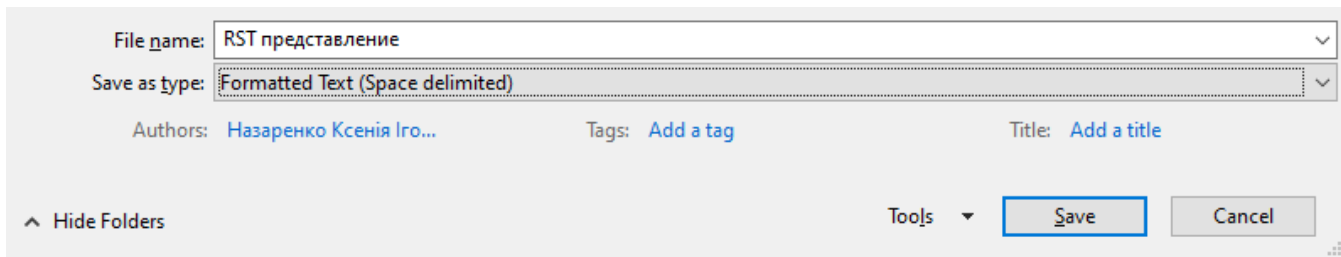 File name: RST представление
Save as type: Formatted Text (Space delimited)
Authors: Назаренко Ксенія Іго... Tags: Add a tag Title: Add a title
Hide Folders Tools Save Cancel